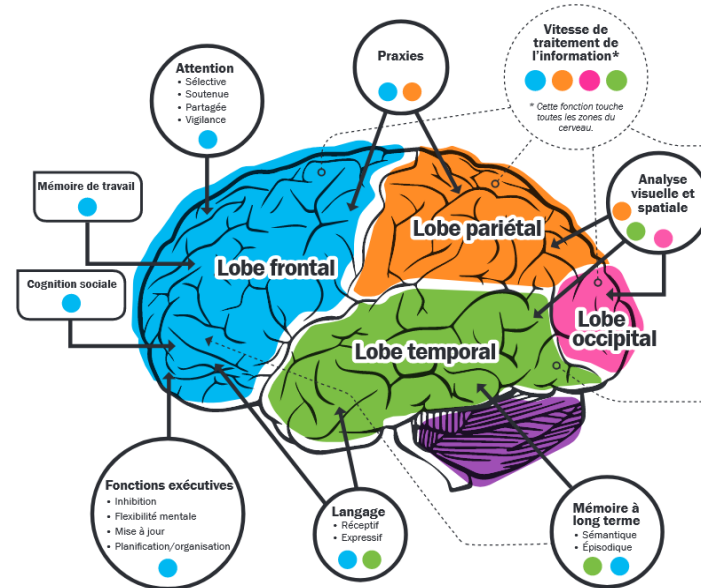 Attention
• Sélective
• Soutenue
• Partagée
• Vigilance
Praxies
Vitesse de
traitement de
l'information*
* Cette fonction touche
toutes les zones du
cerveau.
Mémoire de travail
Analyse
visuelle et
spatiale
Cognition sociale
Lobe frontal
Lobe pariétal
Lobe temporal
Lobe
occipital
Fonctions exécutives
• Inhibition
• Flexibilité mentale
• Mise à jour
• Planification/organisation
Langage
• Réceptif
• Expressif
Mémoire à
long terme
• Sémantique
• Épisodique